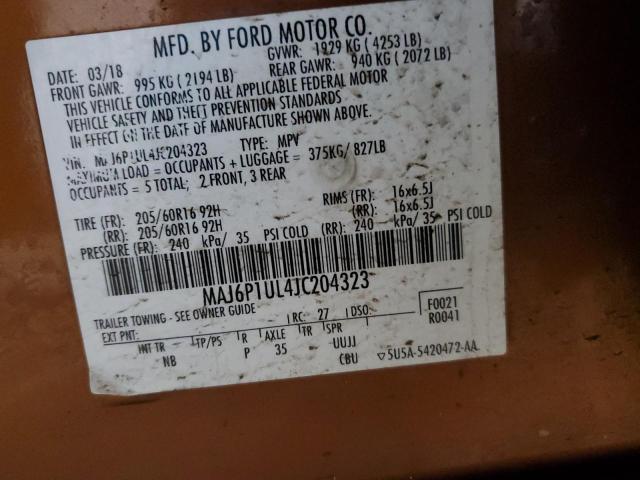 MFD. BY FORD MOTOR CO.
DATE: 03/18 GVWR: 1929 KG ( 4253 LB)
FRONT GAWR: 995 KG ( 2194 LB) REAR GAWR: 940 KG ( 2072 LB)
THIS VEHICLE CONFORMS TO ALL APPLICABLE FEDERAL MOTOR
VEHICLE SAFETY AND THEFT PREVENTION STANDARDS
IN EFFECT ON THE DATE OF MANUFACTURE SHOWN ABOVE.
VIN: MAJ6P1UL4JC204323 TYPE: MPV
MAXIMUM LOAD = OCCUPANTS + LUGGAGE = 375KG/ 827LB
OCCUPANTS = 5 TOTAL; 2 FRONT, 3 REAR
TIRE (FR): 205/60R16 92H RIMS (FR): 16x6.5J
(RR): 205/60R16 92H (RR): 16x6.5J
PRESSURE (FR): 240 kPa/ 35 PSI COLD (RR): 240 kPa/ 35 PSI COLD
MAJ6P1UL4JC204323
TRAILER TOWING - SEE OWNER GUIDE
EXT PNT: RC: 27 DSO: F0021
R0041
INT TR TP/PS R AXLE TR SPR
NB P 35 UUJJ
CBU ▽5U5A-5420472-AA